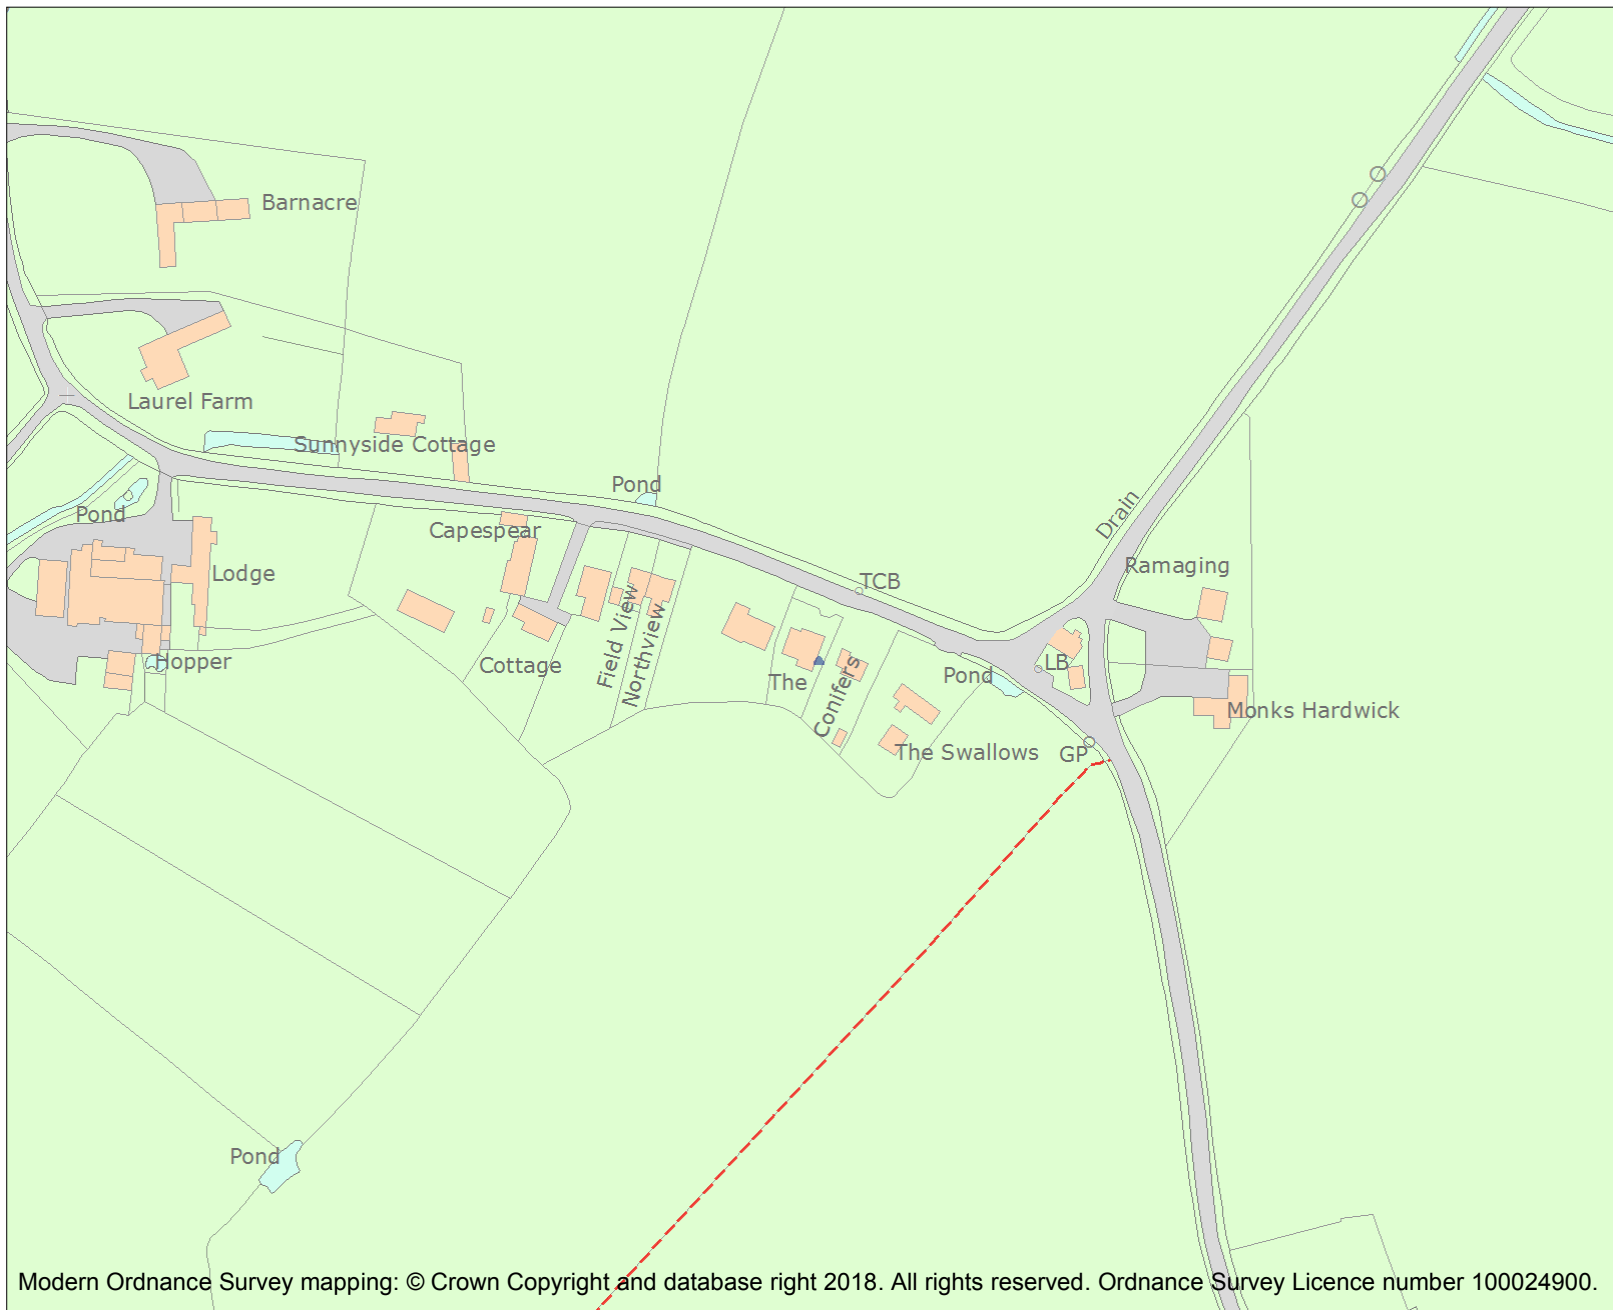 Barnacre
Laurel Farm
Sunnyside Cottage
Pond
Pond
Capespear
Drain
Ramaging
Lodge
TCB
Field View
Northview
Hopper
Cottage
The
Conifers
Pond
LB
Monks Hardwick
The Swallows
GP
Pond
Modern Ordnance Survey mapping: © Crown Copyright and database right 2018. All rights reserved. Ordnance Survey Licence number 100024900.